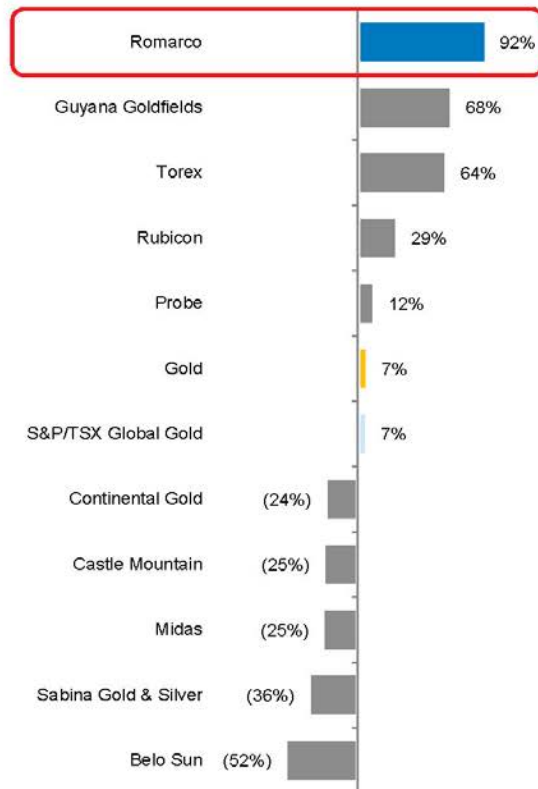 Romarco 92%
Guyana Goldfields 68%
Torex 64%
Rubicon 29%
Probe 12%
Gold 7%
S&P/TSX Global Gold 7%
Continental Gold (24%)
Castle Mountain (25%)
Midas (25%)
Sabina Gold & Silver (36%)
Belo Sun (52%)